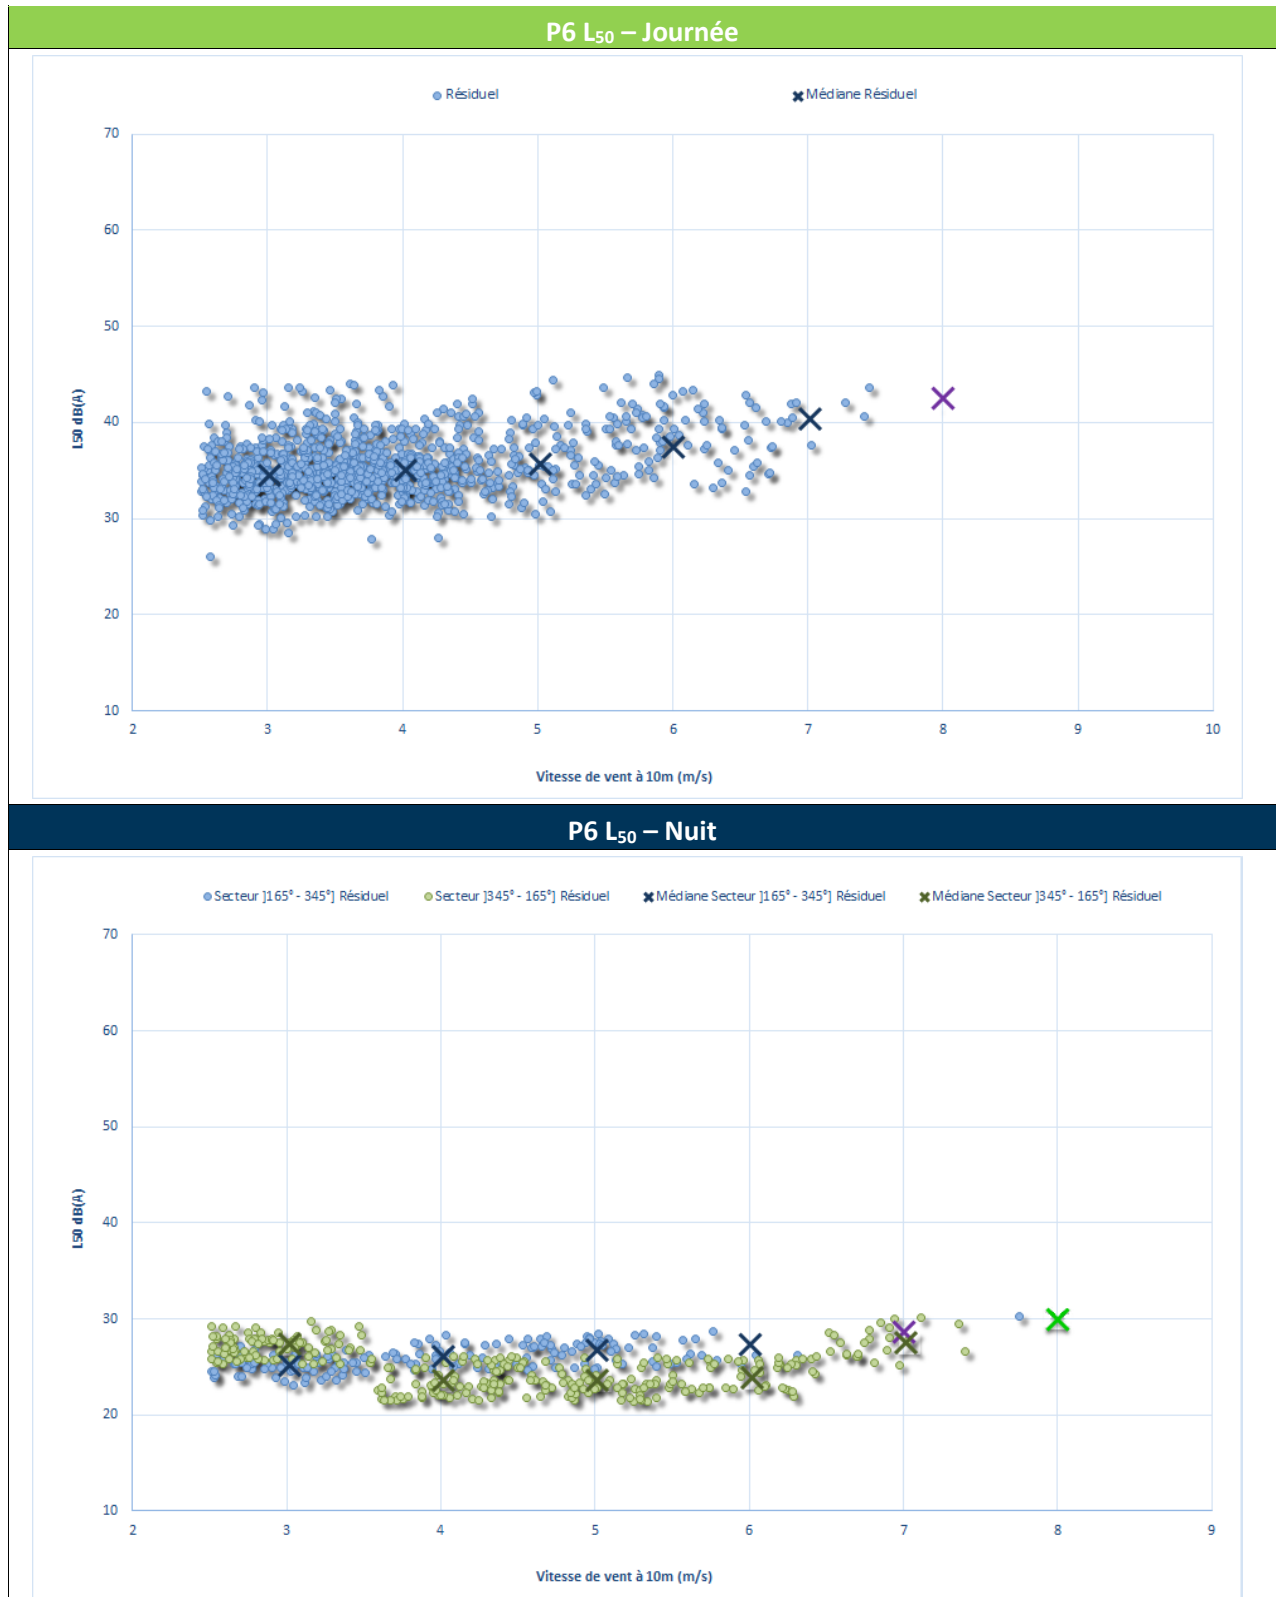 P6 L50 – Journée
Résiduel
Médiane Résiduel
70
60
50
40
30
20
10
L50 dB(A)
2 3 4 5 6 7 8 9 10
Vitesse de vent à 10m (m/s)
P6 L50 – Nuit
Secteur ]165° - 345°] Résiduel
Secteur ]345° - 165°] Résiduel
Médiane Secteur ]165° - 345°] Résiduel
Médiane Secteur ]345° - 165°] Résiduel
70
60
50
40
30
20
10
L50 dB(A)
2 3 4 5 6 7 8 9
Vitesse de vent à 10m (m/s)